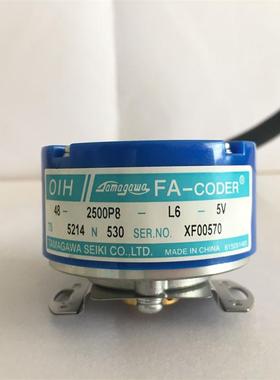 OIH Tamagawa FA-CODER®
48- 2500P8 - L6 - 5V
TS 5214 N 530 SER.NO. XF00570
TAMAGAWA SEIKI CO.,LTD. MADE IN CHINA